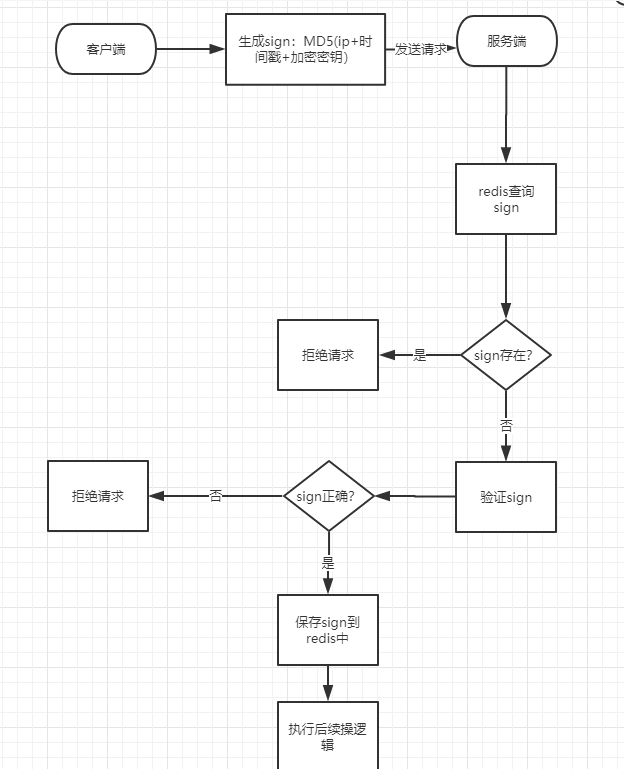 客户端
生成sign：MD5(ip+时
间戳+加密密钥）
发送请求
服务端
redis查询
sign
sign存在？
是
拒绝请求
否
验证sign
sign正确？
否
拒绝请求
是
保存sign到
redis中
执行后续操逻
辑